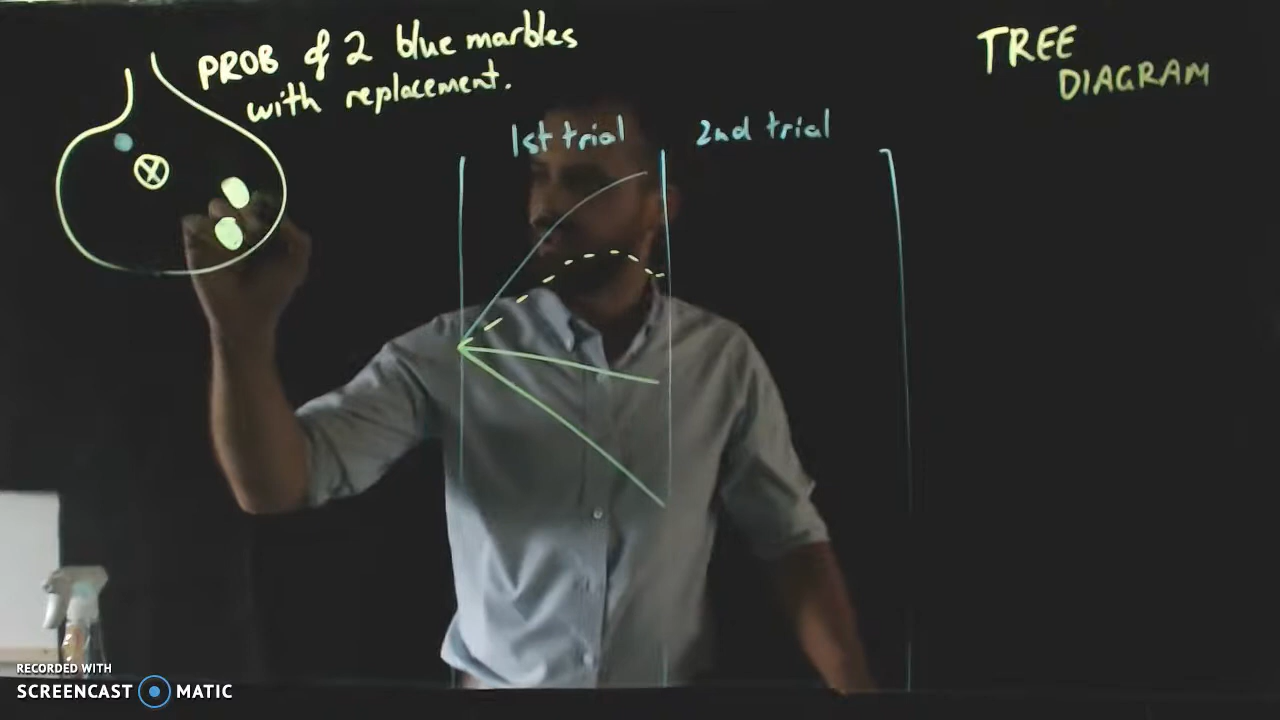 PROB of 2 blue marbles
with replacement.
TREE
DIAGRAM
1st trial
2nd trial
RECORDED WITH
SCREENCAST MATIC